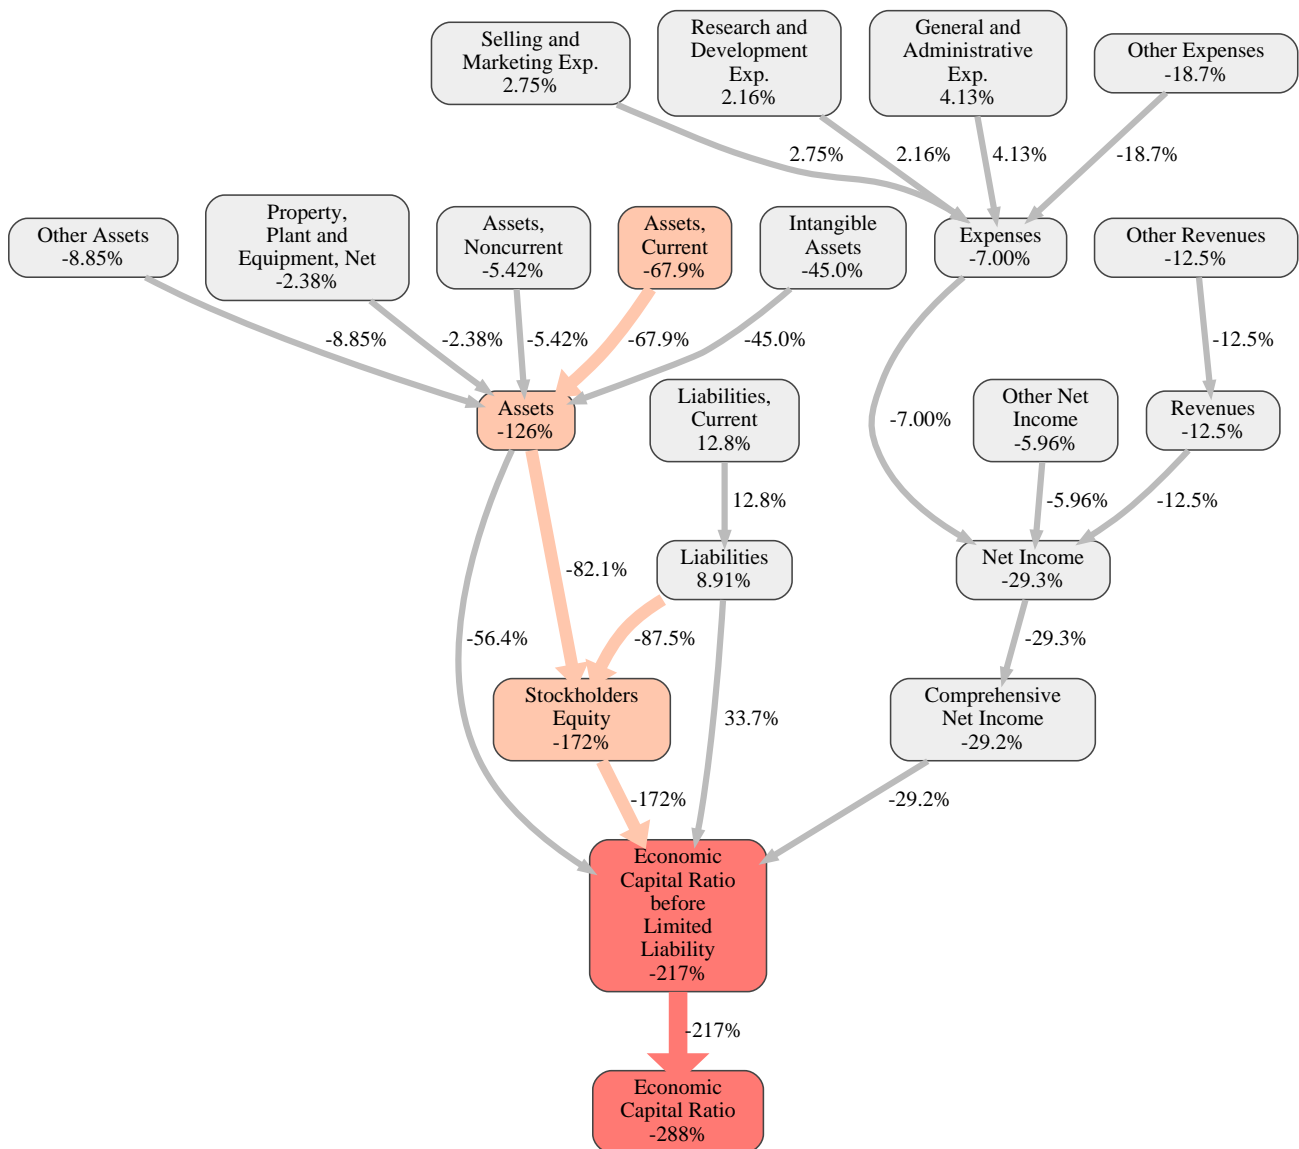 Selling and
Marketing Exp.
2.75%
Research and
Development
Exp.
2.16%
General and
Administrative
Exp.
4.13%
Other Expenses
-18.7%
2.75%
2.16%
4.13%
-18.7%
Other Assets
-8.85%
Property,
Plant and
Equipment, Net
-2.38%
Assets,
Noncurrent
-5.42%
Assets,
Current
-67.9%
Intangible
Assets
-45.0%
Expenses
-7.00%
Other Revenues
-12.5%
-8.85%
-2.38%
-5.42%
-67.9%
-45.0%
-12.5%
Assets
-126%
Liabilities,
Current
12.8%
-7.00%
Other Net
Income
-5.96%
Revenues
-12.5%
12.8%
-5.96%
-12.5%
-82.1%
Liabilities
8.91%
Net Income
-29.3%
-56.4%
-87.5%
-29.3%
Stockholders
Equity
-172%
33.7%
Comprehensive
Net Income
-29.2%
-172%
-29.2%
Economic
Capital Ratio
before
Limited
Liability
-217%
-217%
Economic
Capital Ratio
-288%